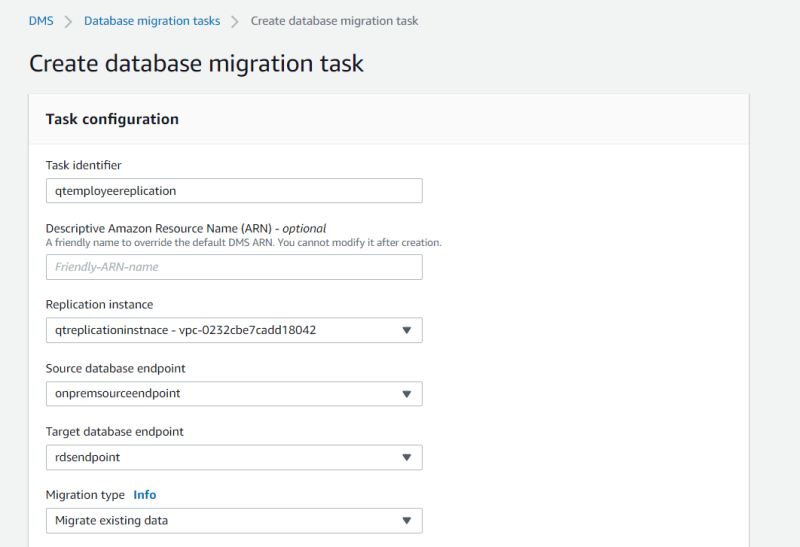 DMS > Database migration tasks > Create database migration task
Create database migration task
Task configuration
Task identifier
qtemployeereplication
Descriptive Amazon Resource Name (ARN) - optional
A friendly name to override the default DMS ARN. You cannot modify it after creation.
Friendly-ARN-name
Replication instance
qtreplicationinstnace - vpc-0232cbe7cadd18042
Source database endpoint
onpremsourceendpoint
Target database endpoint
rdsendpoint
Migration type Info
Migrate existing data